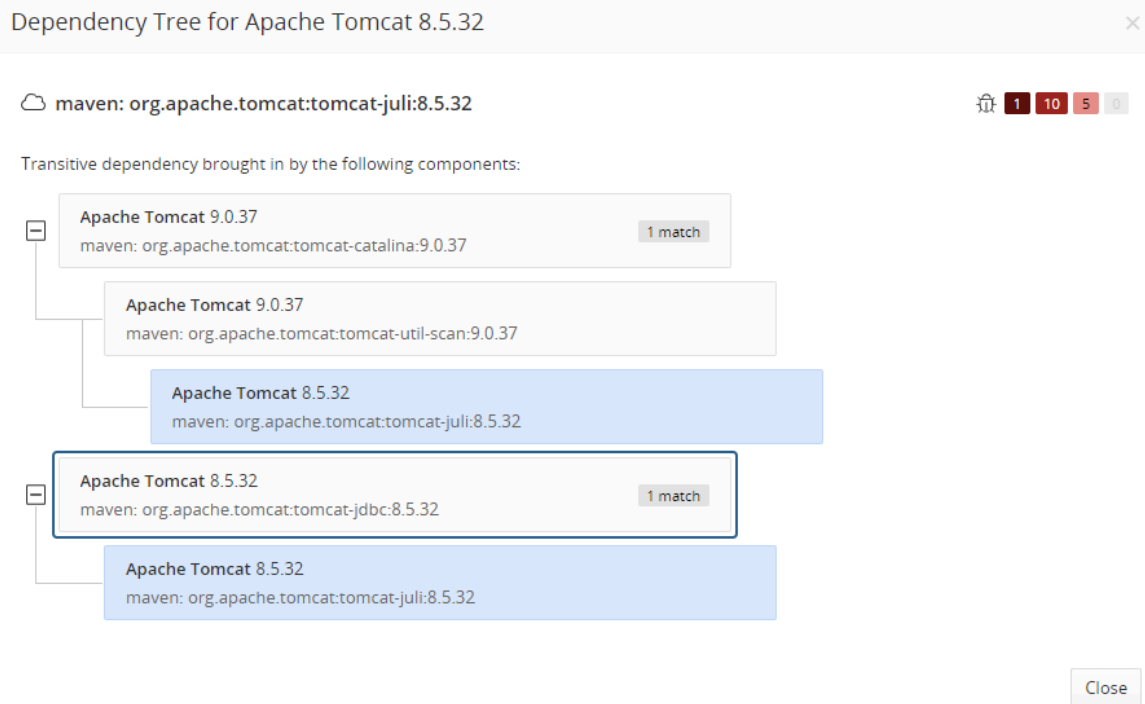 Dependency Tree for Apache Tomcat 8.5.32
×
maven: org.apache.tomcat:tomcat-juli:8.5.32
1 10 5 0
Transitive dependency brought in by the following components:
Apache Tomcat 9.0.37
maven: org.apache.tomcat:tomcat-catalina:9.0.37
1 match
Apache Tomcat 9.0.37
maven: org.apache.tomcat:tomcat-util-scan:9.0.37
Apache Tomcat 8.5.32
maven: org.apache.tomcat:tomcat-juli:8.5.32
Apache Tomcat 8.5.32
maven: org.apache.tomcat:tomcat-jdbc:8.5.32
1 match
Apache Tomcat 8.5.32
maven: org.apache.tomcat:tomcat-juli:8.5.32
Close